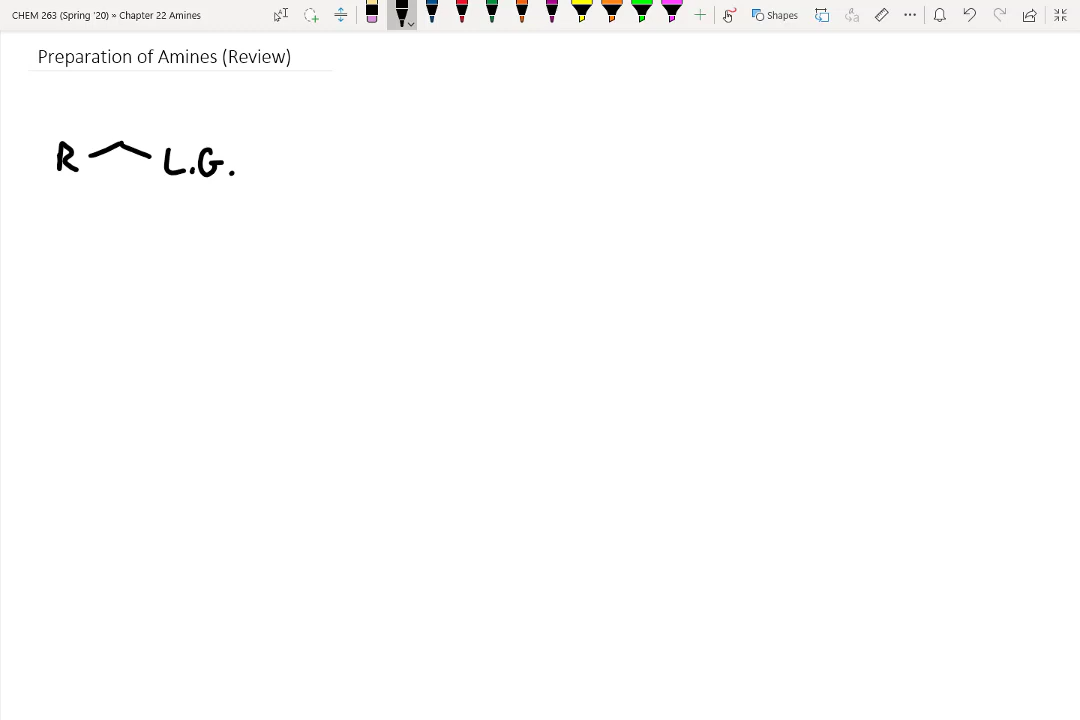 CHEM 263 (Spring '20) » Chapter 22 Amines
Shapes
Preparation of Amines (Review)
R L.G.